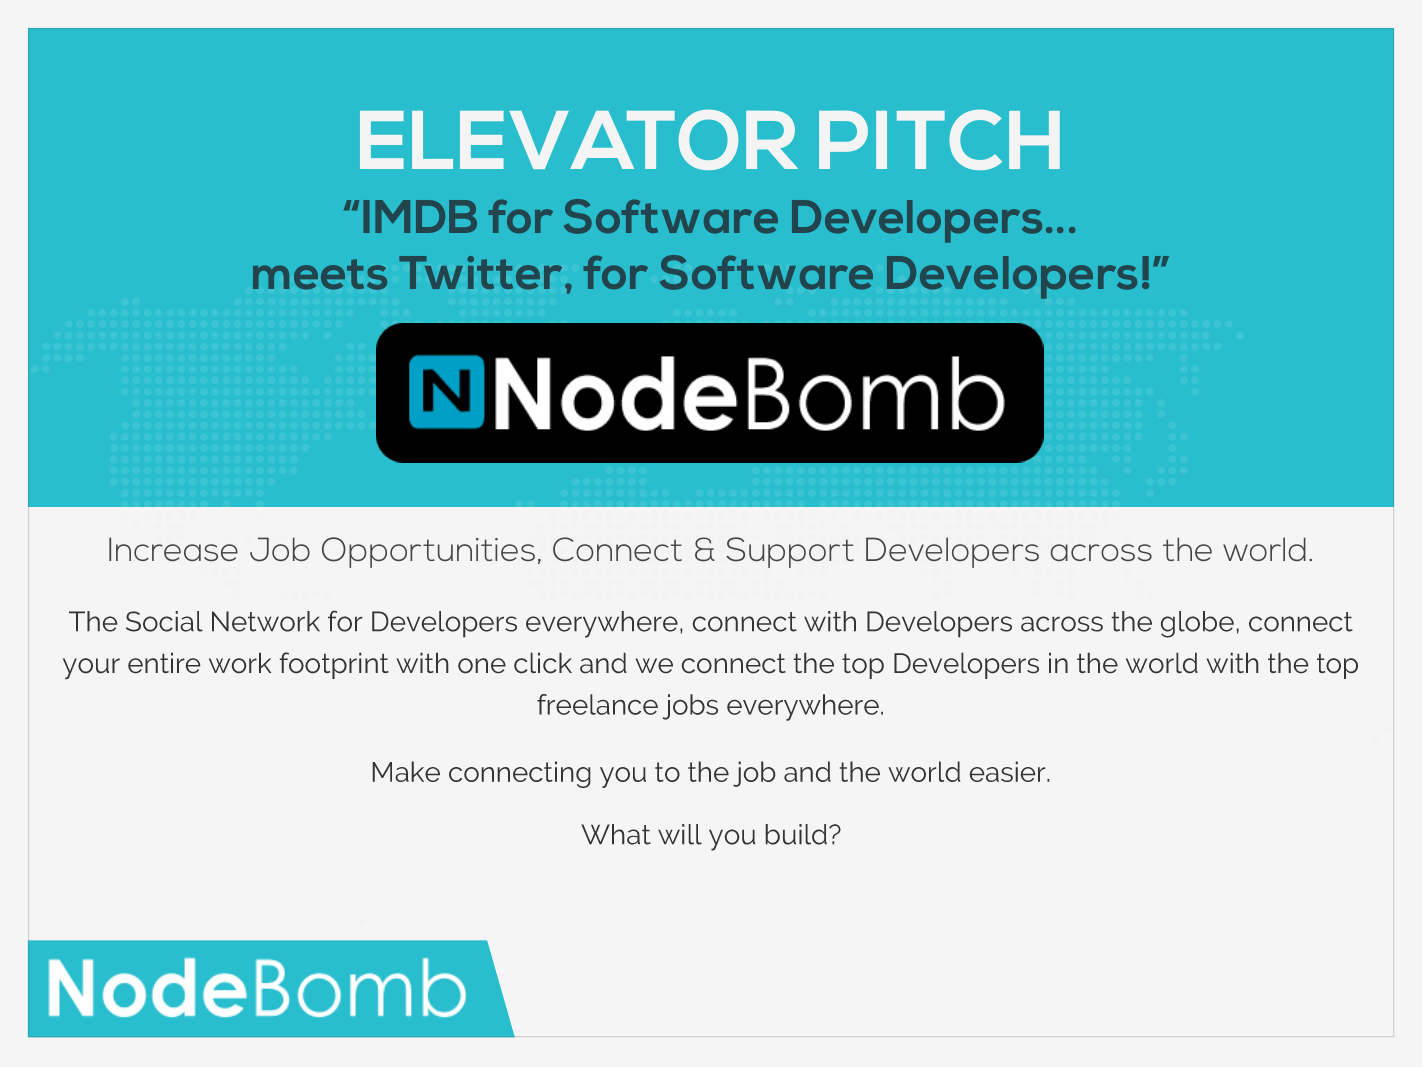 ELEVATOR PITCH
“IMDB for Software Developers...
meets Twitter, for Software Developers!”
N NodeBomb
Increase Job Opportunities, Connect & Support Developers across the world.
The Social Network for Developers everywhere, connect with Developers across the globe, connect
your entire work footprint with one click and we connect the top Developers in the world with the top
freelance jobs everywhere.
Make connecting you to the job and the world easier.
What will you build?
NodeBomb